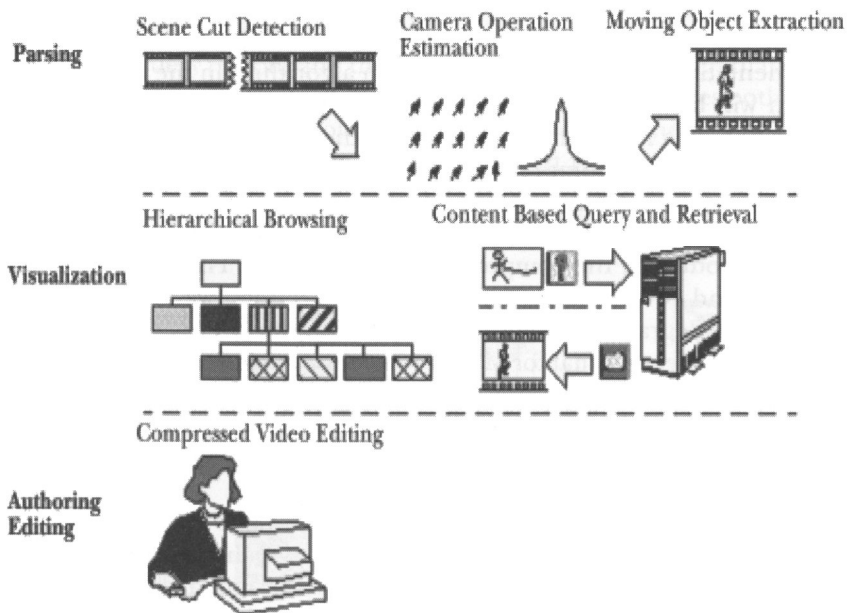 Parsing
Scene Cut Detection
Camera Operation
Estimation
Moving Object Extraction
Visualization
Hierarchical Browsing
Content Based Query and Retrieval
Authoring
Editing
Compressed Video Editing